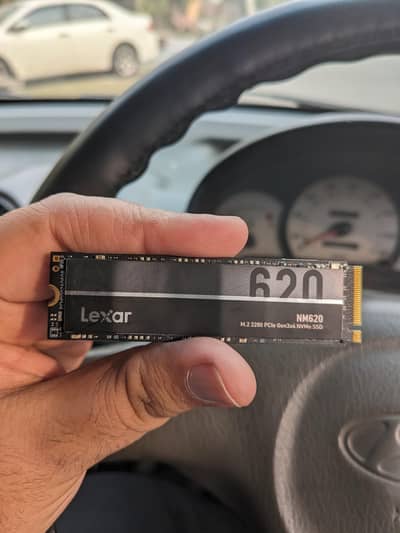 620
Lexar
NM620
M.2 2280 PCIe Gen3x4 NVMe SSD